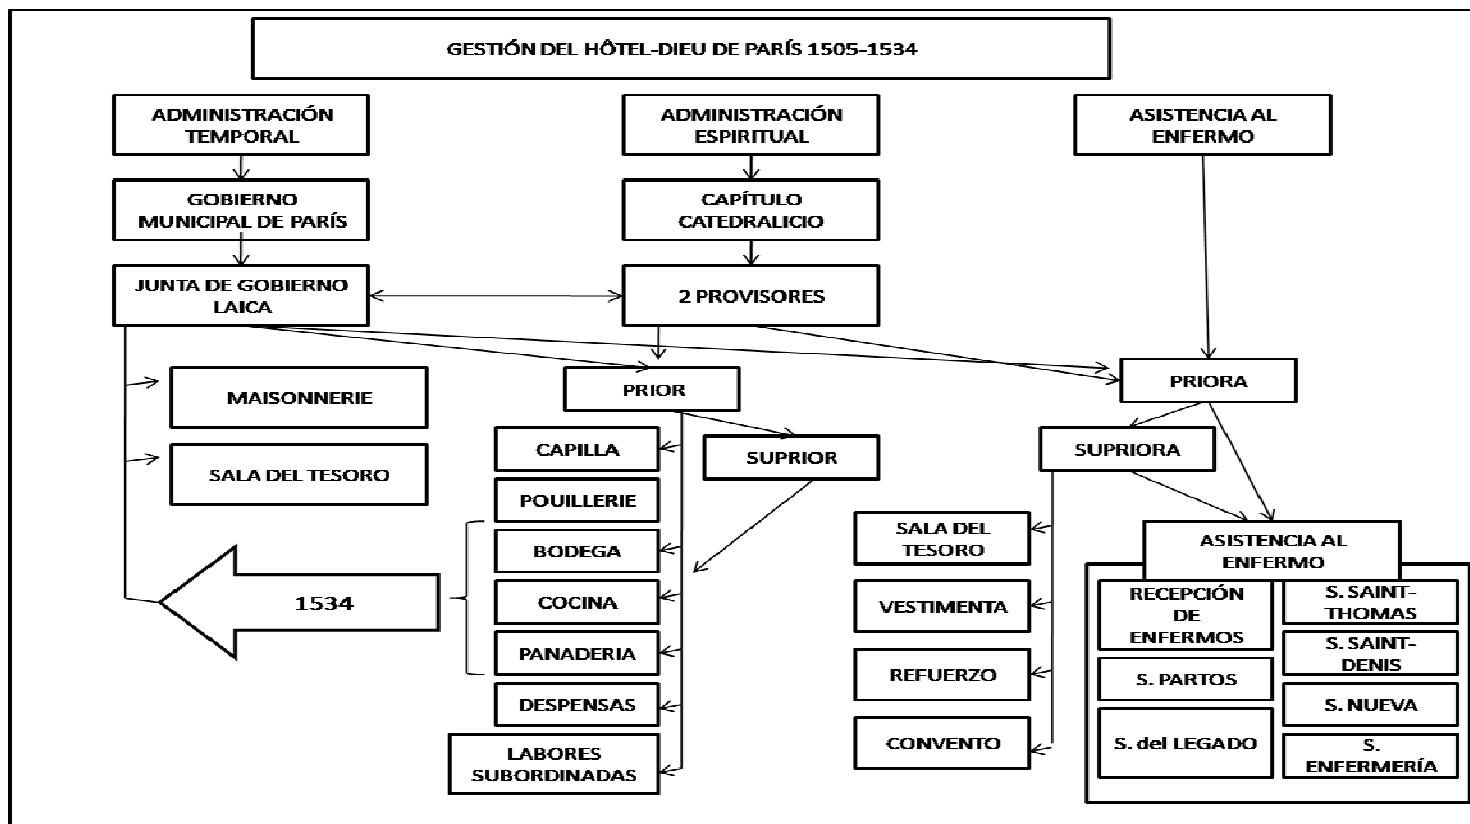 GESTIÓN DEL HÔTEL-DIEU DE PARÍS 1505-1534
ADMINISTRACIÓN
TEMPORAL
ADMINISTRACIÓN
ESPIRITUAL
ASISTENCIA AL
ENFERMO
GOBIERNO
MUNICIPAL DE PARÍS
CAPÍTULO
CATEDRALICIO
JUNTA DE GOBIERNO
LAICA
2 PROVISORES
MAISONNERIE
SALA DEL TESORO
1534
PRIOR
SUPRIOR
CAPILLA
POUILLERIE
BODEGA
COCINA
PANADERIA
DESPENSAS
LABORES
SUBORDINADAS
PRIORA
SUPRIORA
SALA DEL
TESORO
VESTIMENTA
REFUERZO
CONVENTO
ASISTENCIA AL
ENFERMO
RECEPCIÓN
DE
ENFERMOS
S. PARTOS
S. del LEGADO
S. SAINT-
THOMAS
S. SAINT-
DENIS
S. NUEVA
S.
ENFERMERÍA